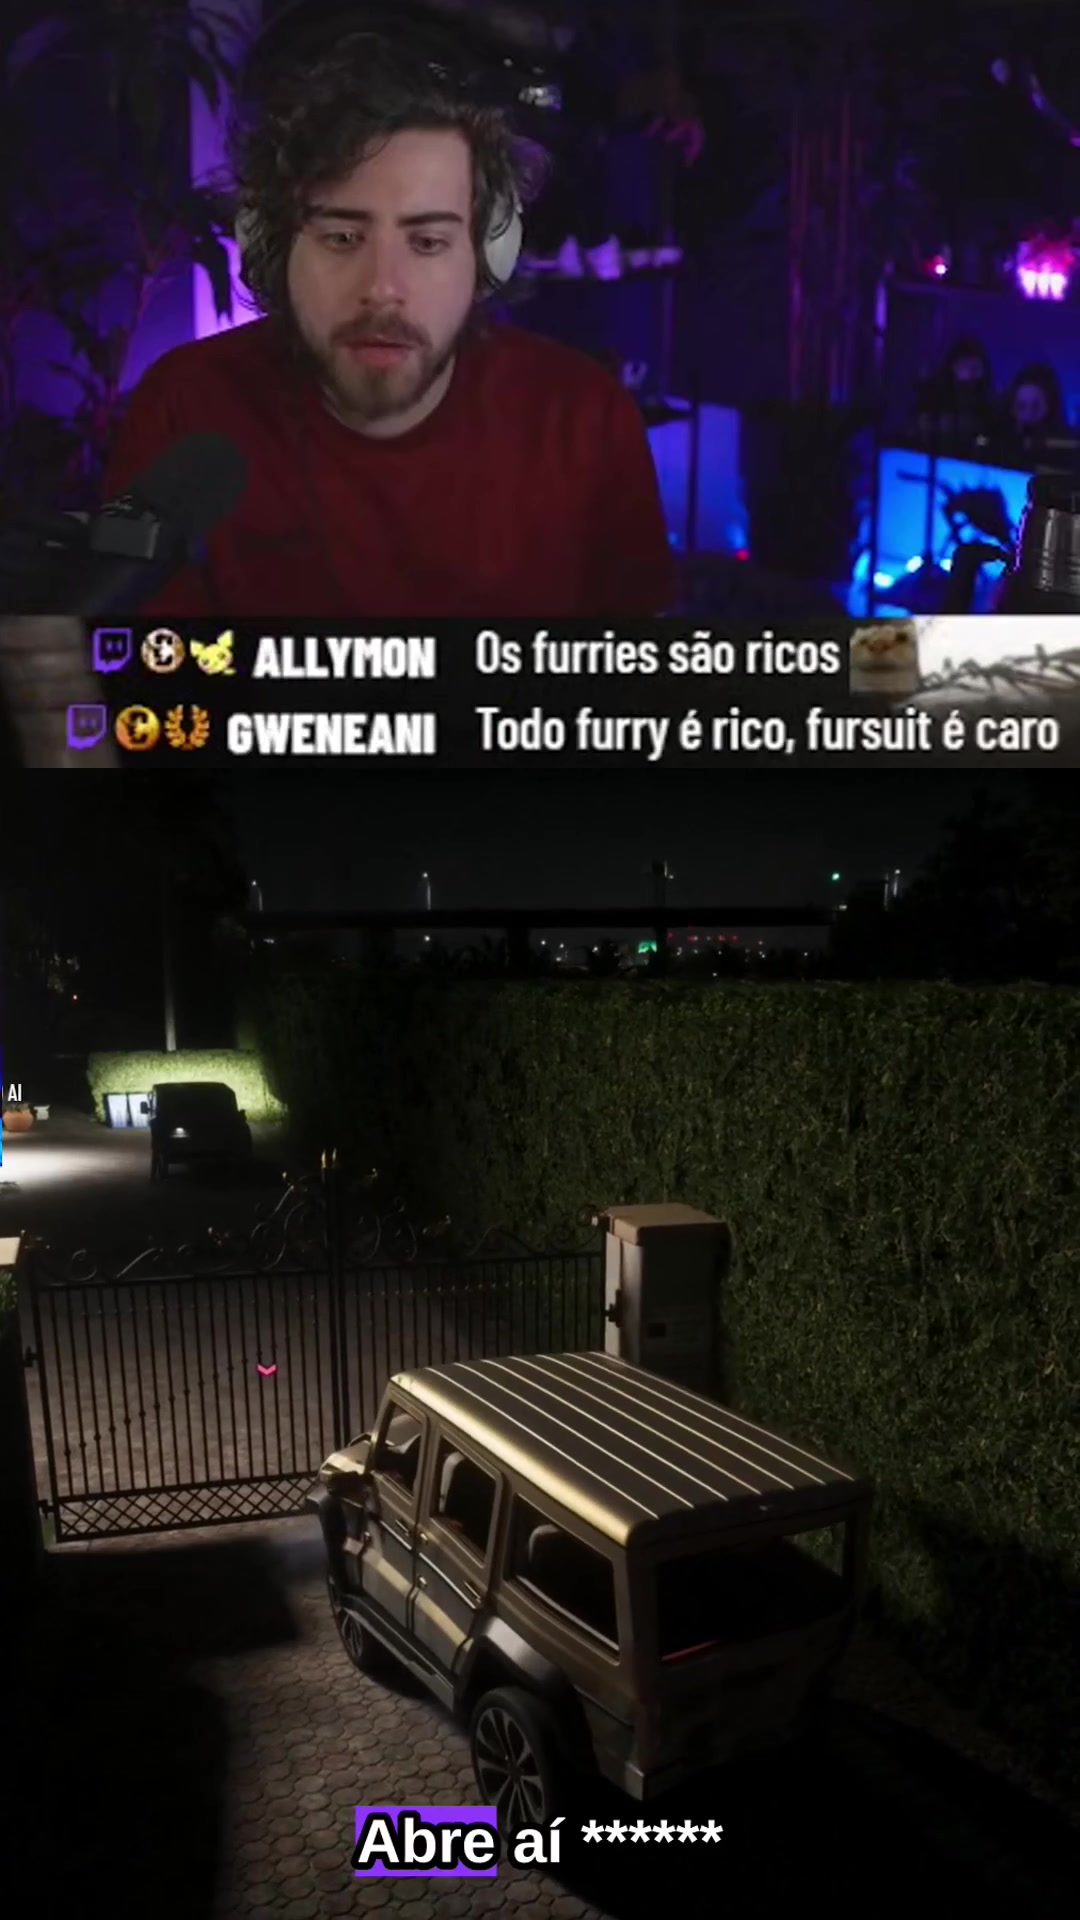 ALLYMON Os furries são ricos
GWENEANI Todo furry é rico, fursuit é caro
AI
Abre aí ******